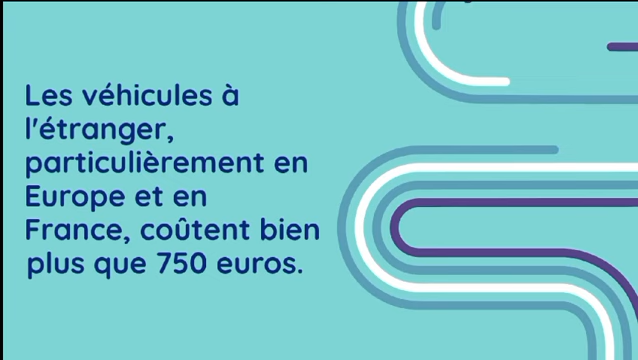 Les véhicules à
l'étranger,
particulièrement en
Europe et en
France, coûtent bien
plus que 750 euros.